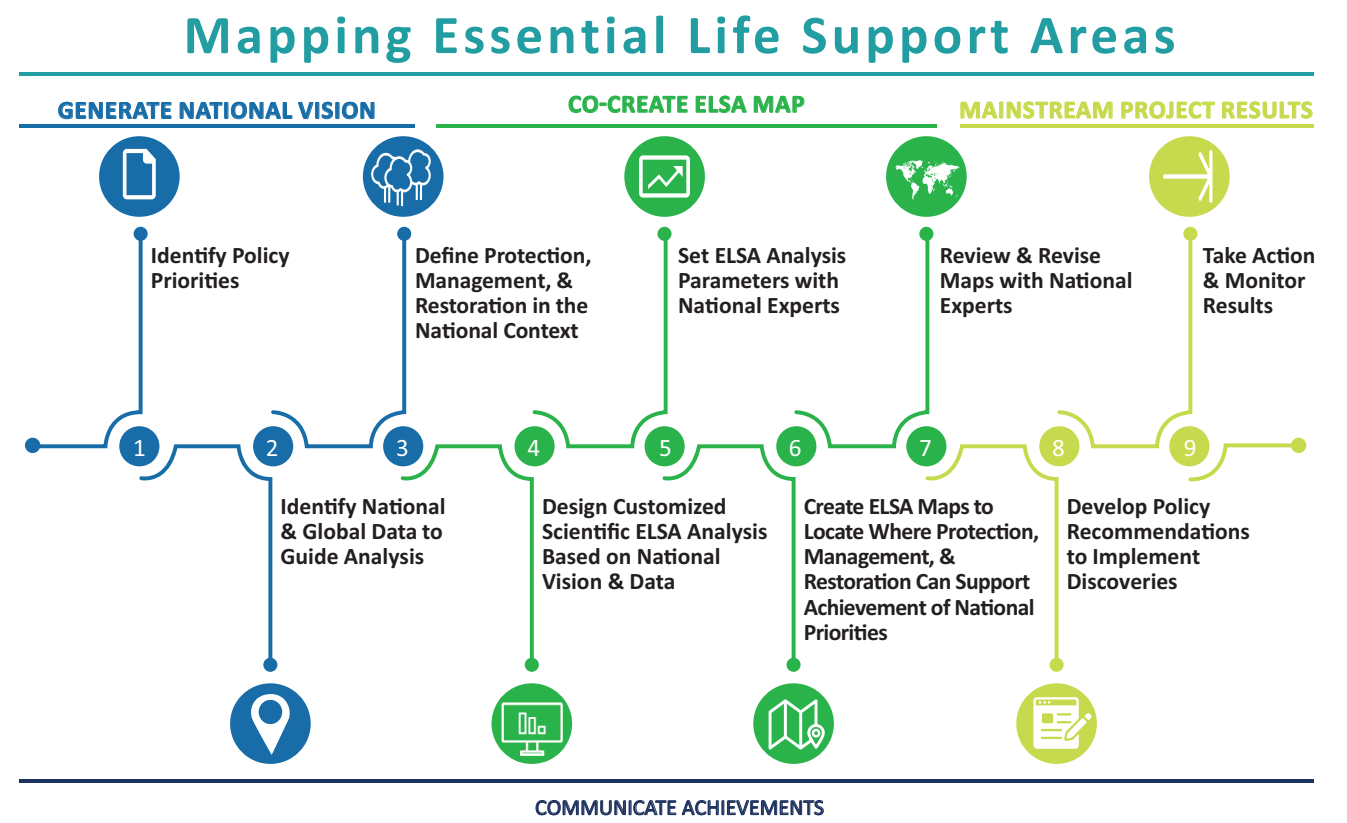 Mapping Essential Life Support Areas
GENERATE NATIONAL VISION
CO-CREATE ELSA MAP
MAINSTREAM PROJECT RESULTS
Identify Policy
Priorities
Define Protection,
Management, &
Restoration in the
National Context
Set ELSA Analysis
Parameters with
National Experts
Review & Revise
Maps with National
Experts
Take Action
& Monitor
Results
1
2
3
4
5
6
7
8
9
Identify National
& Global Data to
Guide Analysis
Design Customized
Scientific ELSA Analysis
Based on National
Vision & Data
Create ELSA Maps to
Locate Where Protection,
Management, &
Restoration Can Support
Achievement of National
Priorities
Develop Policy
Recommendations
to Implement
Discoveries
COMMUNICATE ACHIEVEMENTS